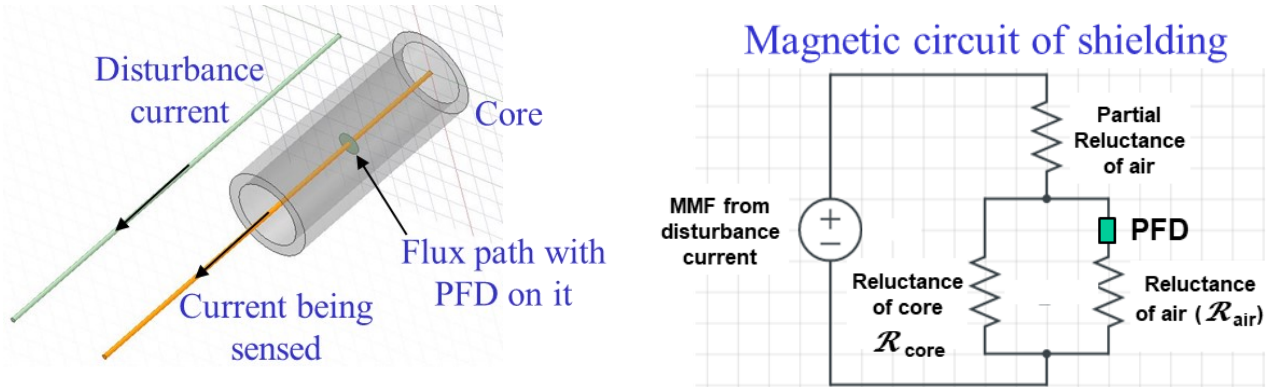 Disturbance
current
Core
Flux path with
PFD on it
Current being
sensed
Magnetic circuit of shielding
Partial
Reluctance
of air
MMF from
disturbance
current
+
−
PFD
Reluctance
of core
𝓡core
Reluctance
of air (𝓡air)